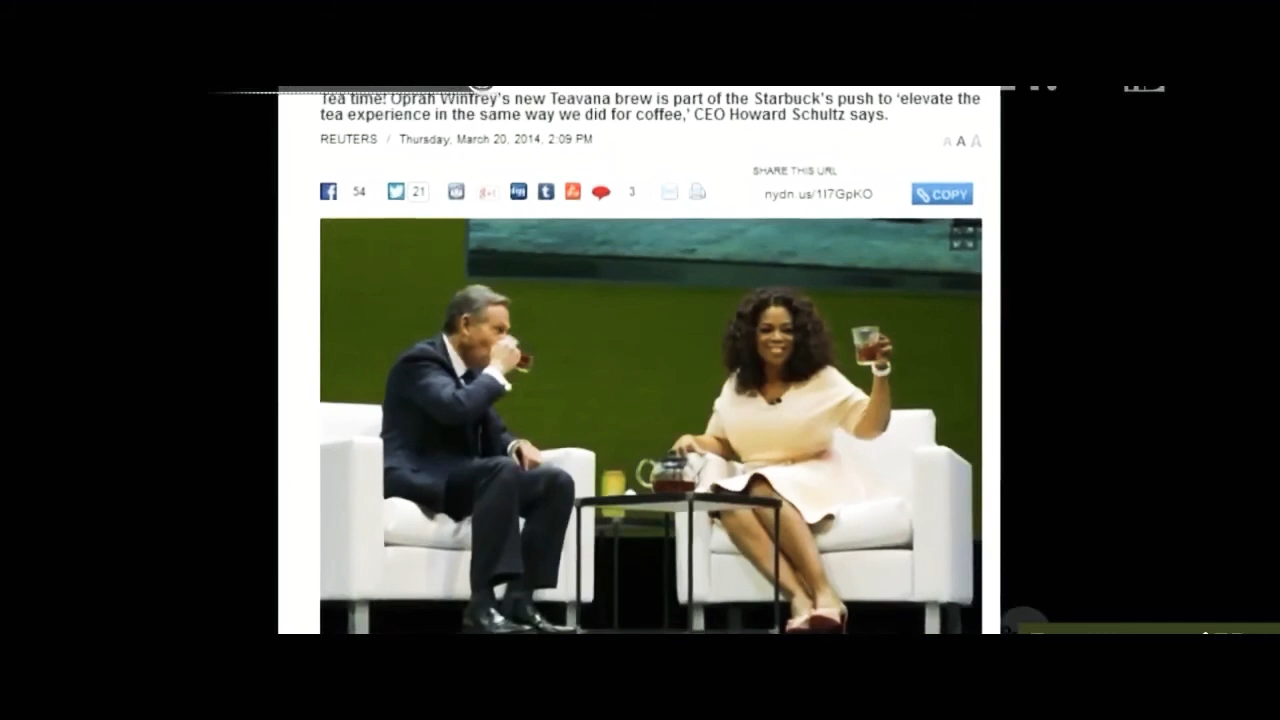 Tea time! Oprah Winfrey's new Teavana brew is part of the Starbuck's push to 'elevate the
tea experience in the same way we did for coffee,' CEO Howard Schultz says.
REUTERS / Thursday, March 20, 2014, 2:09 PM
A A A
SHARE THIS URL
54
21
3
nydn.us/1I7GpKO
COPY